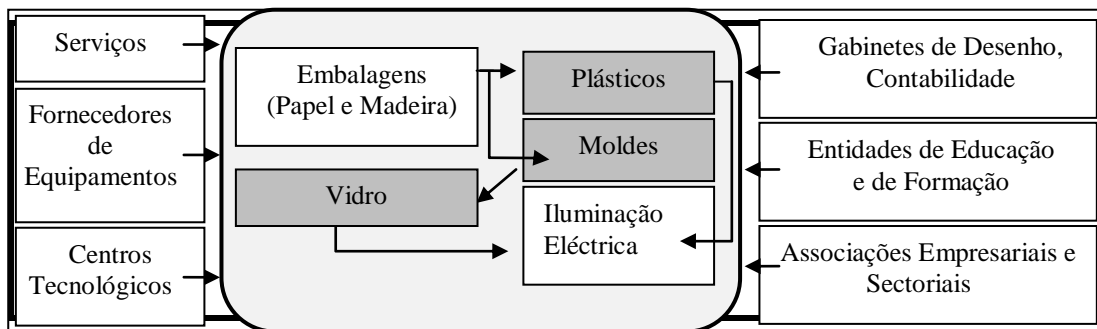 Serviços
Fornecedores
de
Equipamentos
Centros
Tecnológicos
Embalagens
(Papel e Madeira)
Vidro
Plásticos
Moldes
Iluminação
Eléctrica
Gabinetes de Desenho,
Contabilidade
Entidades de Educação
e de Formação
Associações Empresariais e
Sectoriais